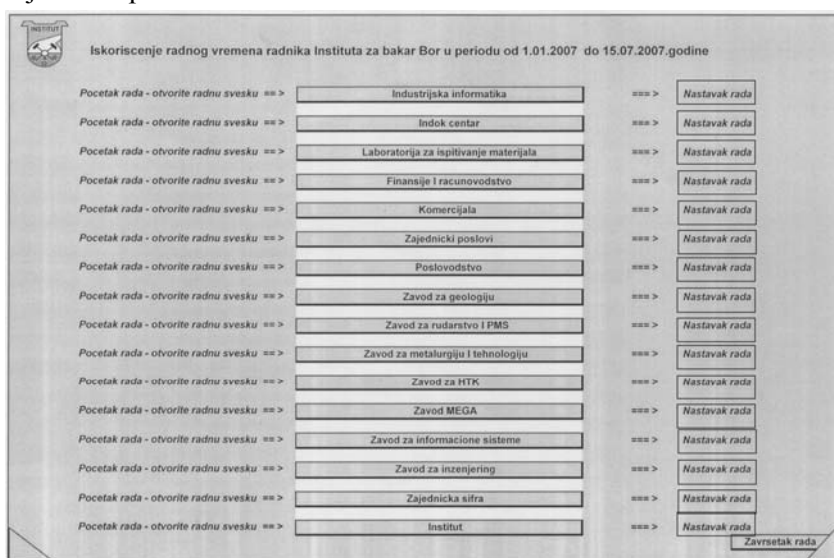 INSTITUT
Iskoriscenje radnog vremena radnika Instituta za bakar Bor u periodu od 1.01.2007 do 15.07.2007.godine
Pocetak rada - otvorite radnu svesku == > Industrijska informatika === > Nastavak rada
Pocetak rada - otvorite radnu svesku == > Indok centar === > Nastavak rada
Pocetak rada - otvorite radnu svesku == > Laboratorija za ispitivanje materijala === > Nastavak rada
Pocetak rada - otvorite radnu svesku == > Finansije I racunovodstvo === > Nastavak rada
Pocetak rada - otvorite radnu svesku == > Komercijala === > Nastavak rada
Pocetak rada - otvorite radnu svesku == > Zajednicki poslovi === > Nastavak rada
Pocetak rada - otvorite radnu svesku == > Poslovodstvo === > Nastavak rada
Pocetak rada - otvorite radnu svesku == > Zavod za geologiju === > Nastavak rada
Pocetak rada - otvorite radnu svesku == > Zavod za rudarstvo I PMS === > Nastavak rada
Pocetak rada - otvorite radnu svesku == > Zavod za metalurgiju I tehnologiju === > Nastavak rada
Pocetak rada - otvorite radnu svesku == > Zavod za HTK === > Nastavak rada
Pocetak rada - otvorite radnu svesku == > Zavod MEGA === > Nastavak rada
Pocetak rada - otvorite radnu svesku == > Zavod za informacione sisteme === > Nastavak rada
Pocetak rada - otvorite radnu svesku == > Zavod za inzenjering === > Nastavak rada
Pocetak rada - otvorite radnu svesku == > Zajednicka sifra === > Nastavak rada
Pocetak rada - otvorite radnu svesku == > Institut === > Nastavak rada
Zavrsetak rada